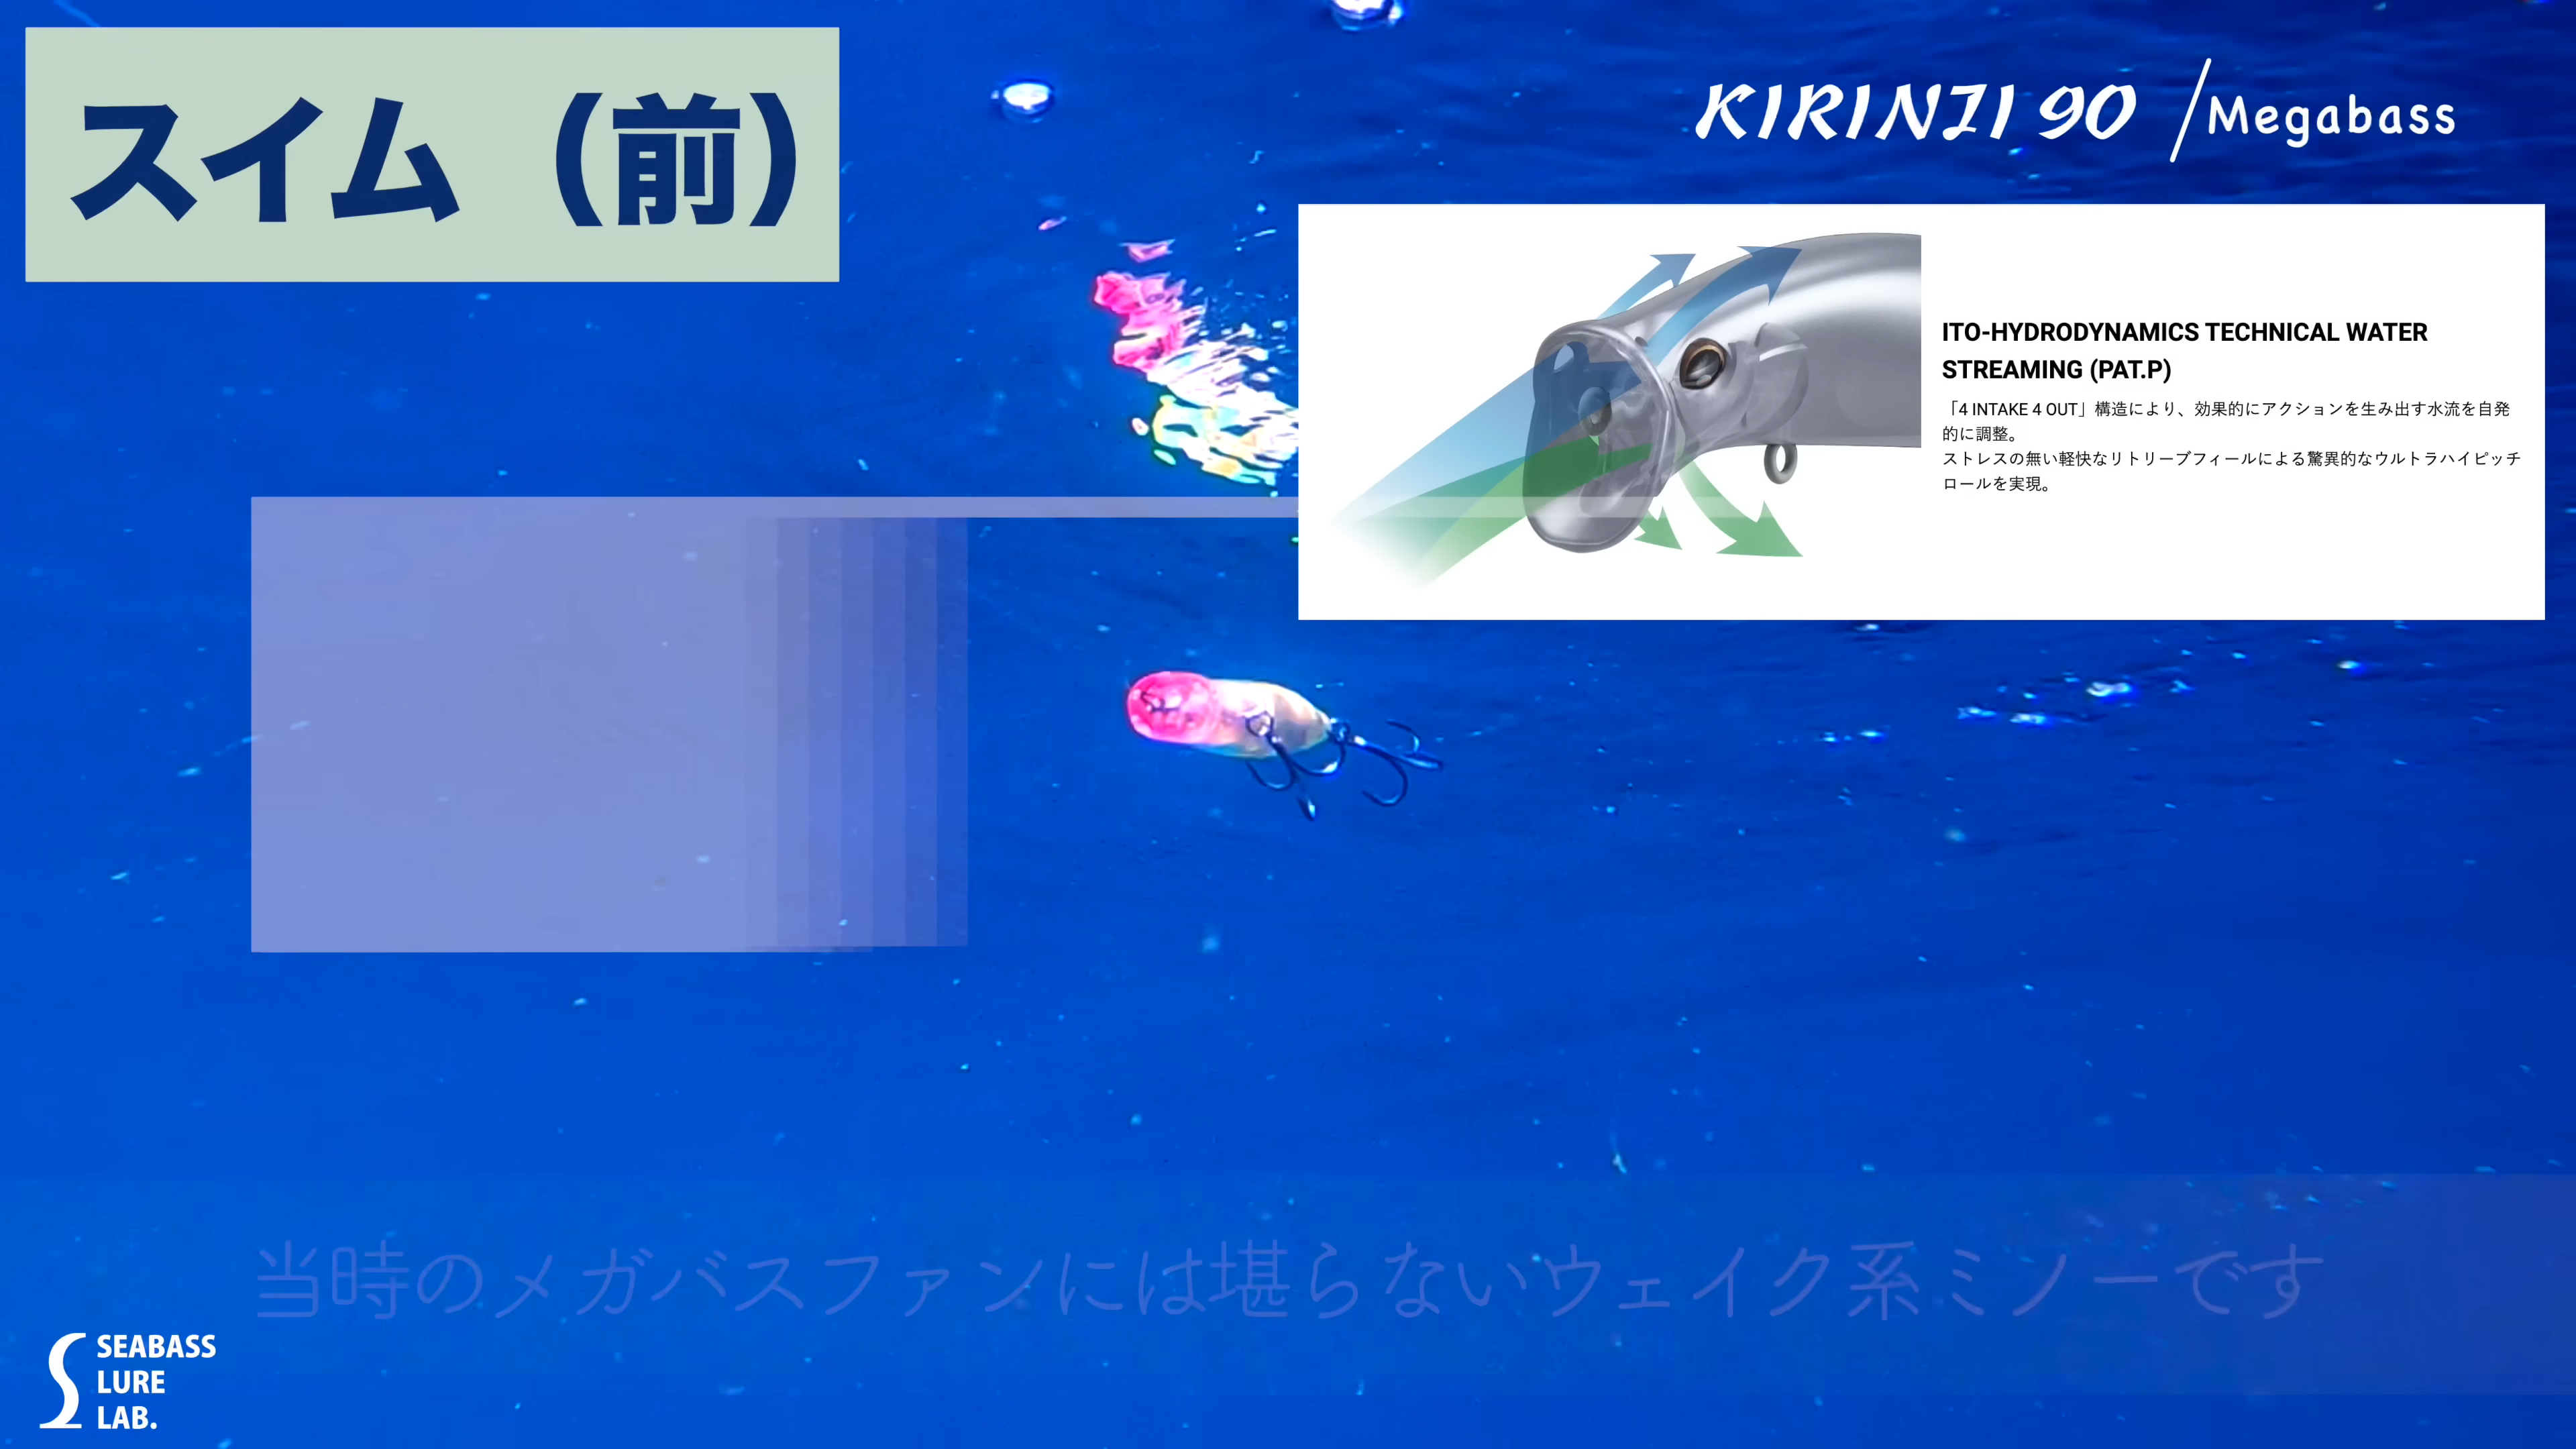 スイム（前）
KIRINJI 90 / Megabass
ITO-HYDRODYNAMICS TECHNICAL WATER
STREAMING (PAT.P)
「4 INTAKE 4 OUT」構造により、効果的にアクションを生み出す水流を自発
的に調整。
ストレスの無い軽快なリトリーブフィールによる驚異的なウルトラハイピッチ
ロールを実現。
当時のメガバスファンには堪らないウェイク系ミノーです
SEABASS
LURE
LAB.